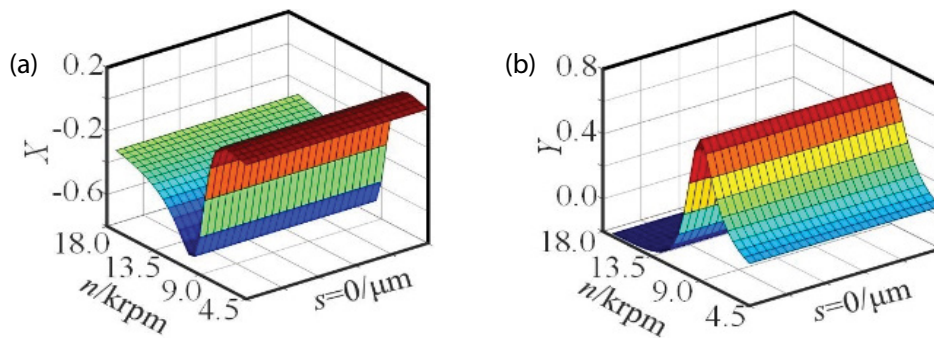 (a)
0.2
-0.2
-0.6
X
18.0
13.5
9.0
4.5
n/krpm
s=0/μm
(b)
0.8
0.4
0.0
Y
18.0
13.5
9.0
4.5
n/krpm
s=0/μm